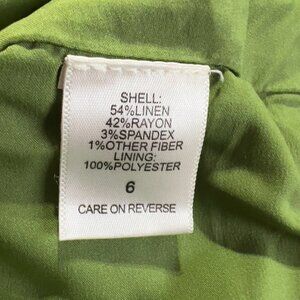 SHELL:
54%LINEN
42%RAYON
3%SPANDEX
1%OTHER FIBER
LINING:
100%POLYESTER
6
CARE ON REVERSE